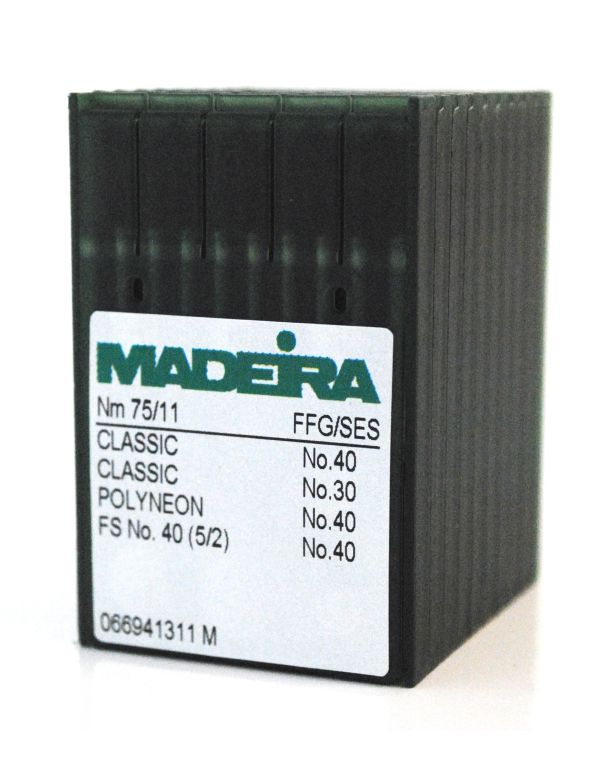 MADEIRA
Nm 75/11 FFG/SES
CLASSIC No.40
CLASSIC No.30
POLYNEON No.40
FS No. 40 (5/2) No.40
066941311 M